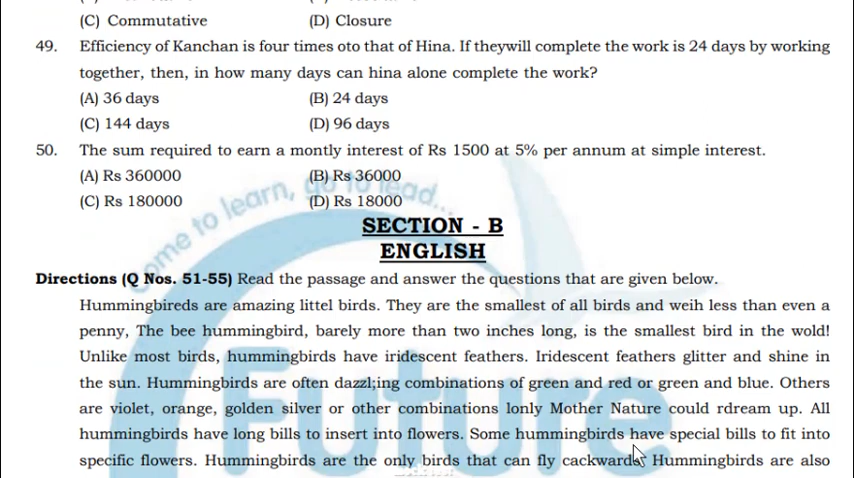 (C) Commutative (D) Closure
49. Efficiency of Kanchan is four times oto that of Hina. If theywill complete the work is 24 days by working
together, then, in how many days can hina alone complete the work?
(A) 36 days (B) 24 days
(C) 144 days (D) 96 days
50. The sum required to earn a montly interest of Rs 1500 at 5% per annum at simple interest.
(A) Rs 360000 (B) Rs 36000
(C) Rs 180000 (D) Rs 18000
ome to learn, go to lead...
SECTION - B
ENGLISH
Directions (Q Nos. 51-55) Read the passage and answer the questions that are given below.
Hummingbireds are amazing littel birds. They are the smallest of all birds and weih less than even a
penny, The bee hummingbird, barely more than two inches long, is the smallest bird in the wold!
Unlike most birds, hummingbirds have iridescent feathers. Iridescent feathers glitter and shine in
the sun. Hummingbirds are often dazzl;ing combinations of green and red or green and blue. Others
are violet, orange, golden silver or other combinations lonly Mother Nature could rdream up. All
hummingbirds have long bills to insert into flowers. Some hummingbirds have special bills to fit into
specific flowers. Hummingbirds are the only birds that can fly cackwards. Hummingbirds are also
Future